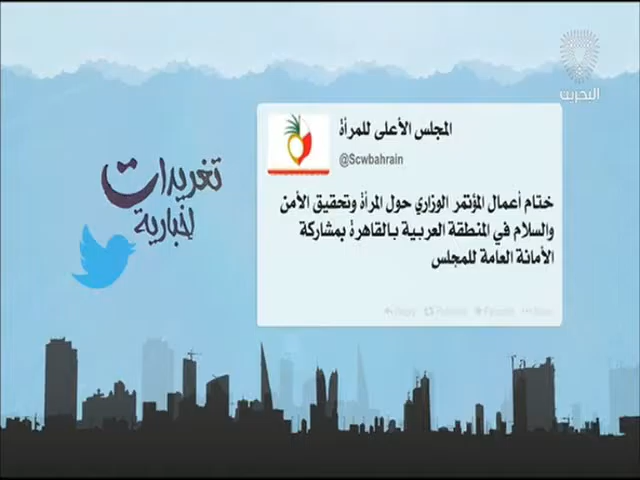 البحرين
تغريدات
إخبارية
المجلس الأعلى للمرأة
@Scwbahrain
ختام أعمال المؤتمر الوزاري حول المرأة وتحقيق الأمن
والسلام في المنطقة العربية بالقاهرة بمشاركة
الأمانة العامة للمجلس
Reply